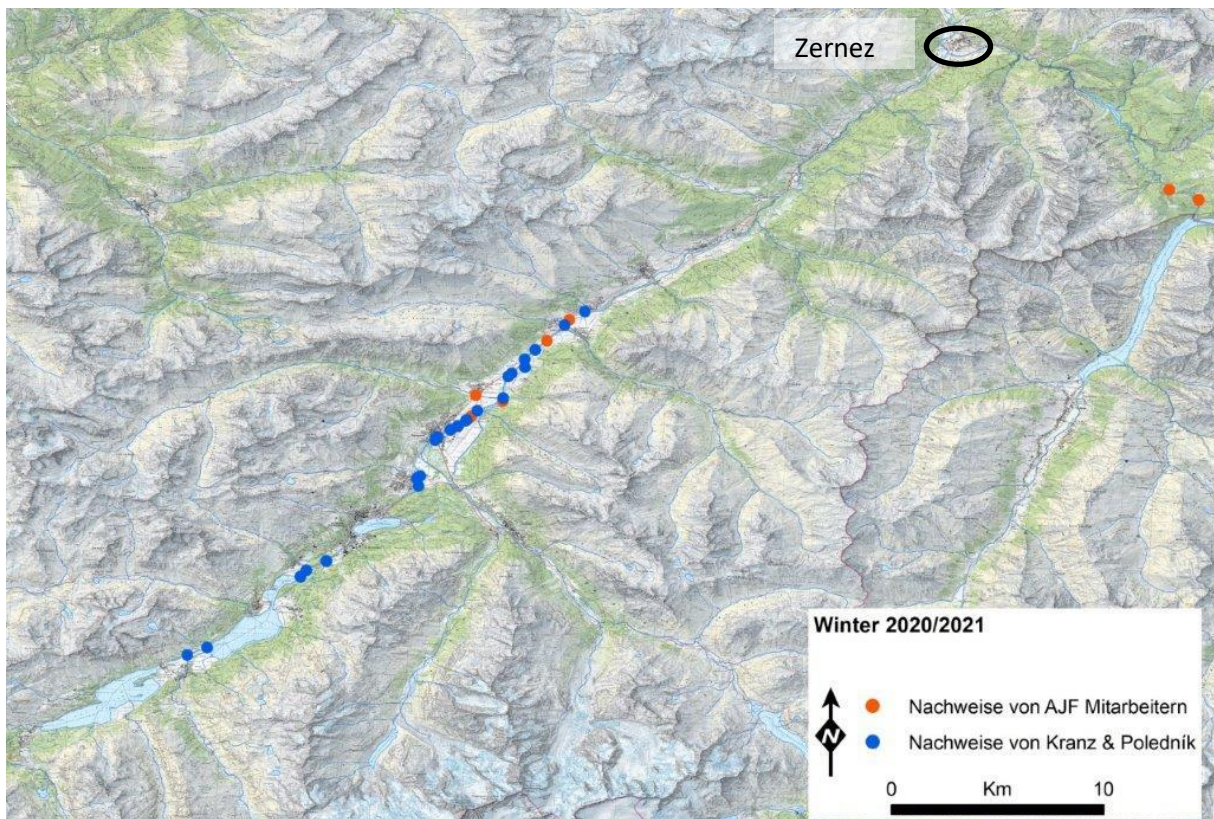 Zernez
Winter 2020/2021
N
Nachweise von AJF Mitarbeitern
Nachweise von Kranz & Poledník
0 Km 10